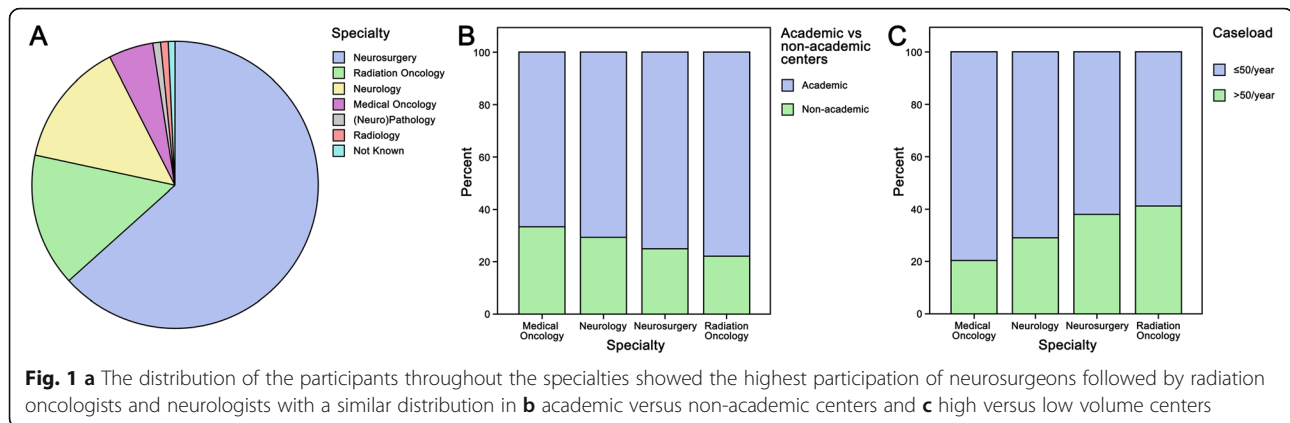 A
Specialty
Neurosurgery
Radiation Oncology
Neurology
Medical Oncology
(Neuro)Pathology
Radiology
Not Known
B
Academic vs
non-academic
centers
Academic
Non-academic
100
80
60
40
20
0
Percent
Medical
Oncology
Neurology
Neurosurgery
Radiation
Oncology
Specialty
C
Caseload
≤50/year
>50/year
100
80
60
40
20
0
Percent
Medical
Oncology
Neurology
Neurosurgery
Radiation
Oncology
Specialty
Fig. 1 a The distribution of the participants throughout the specialties showed the highest participation of neurosurgeons followed by radiation
oncologists and neurologists with a similar distribution in b academic versus non-academic centers and c high versus low volume centers